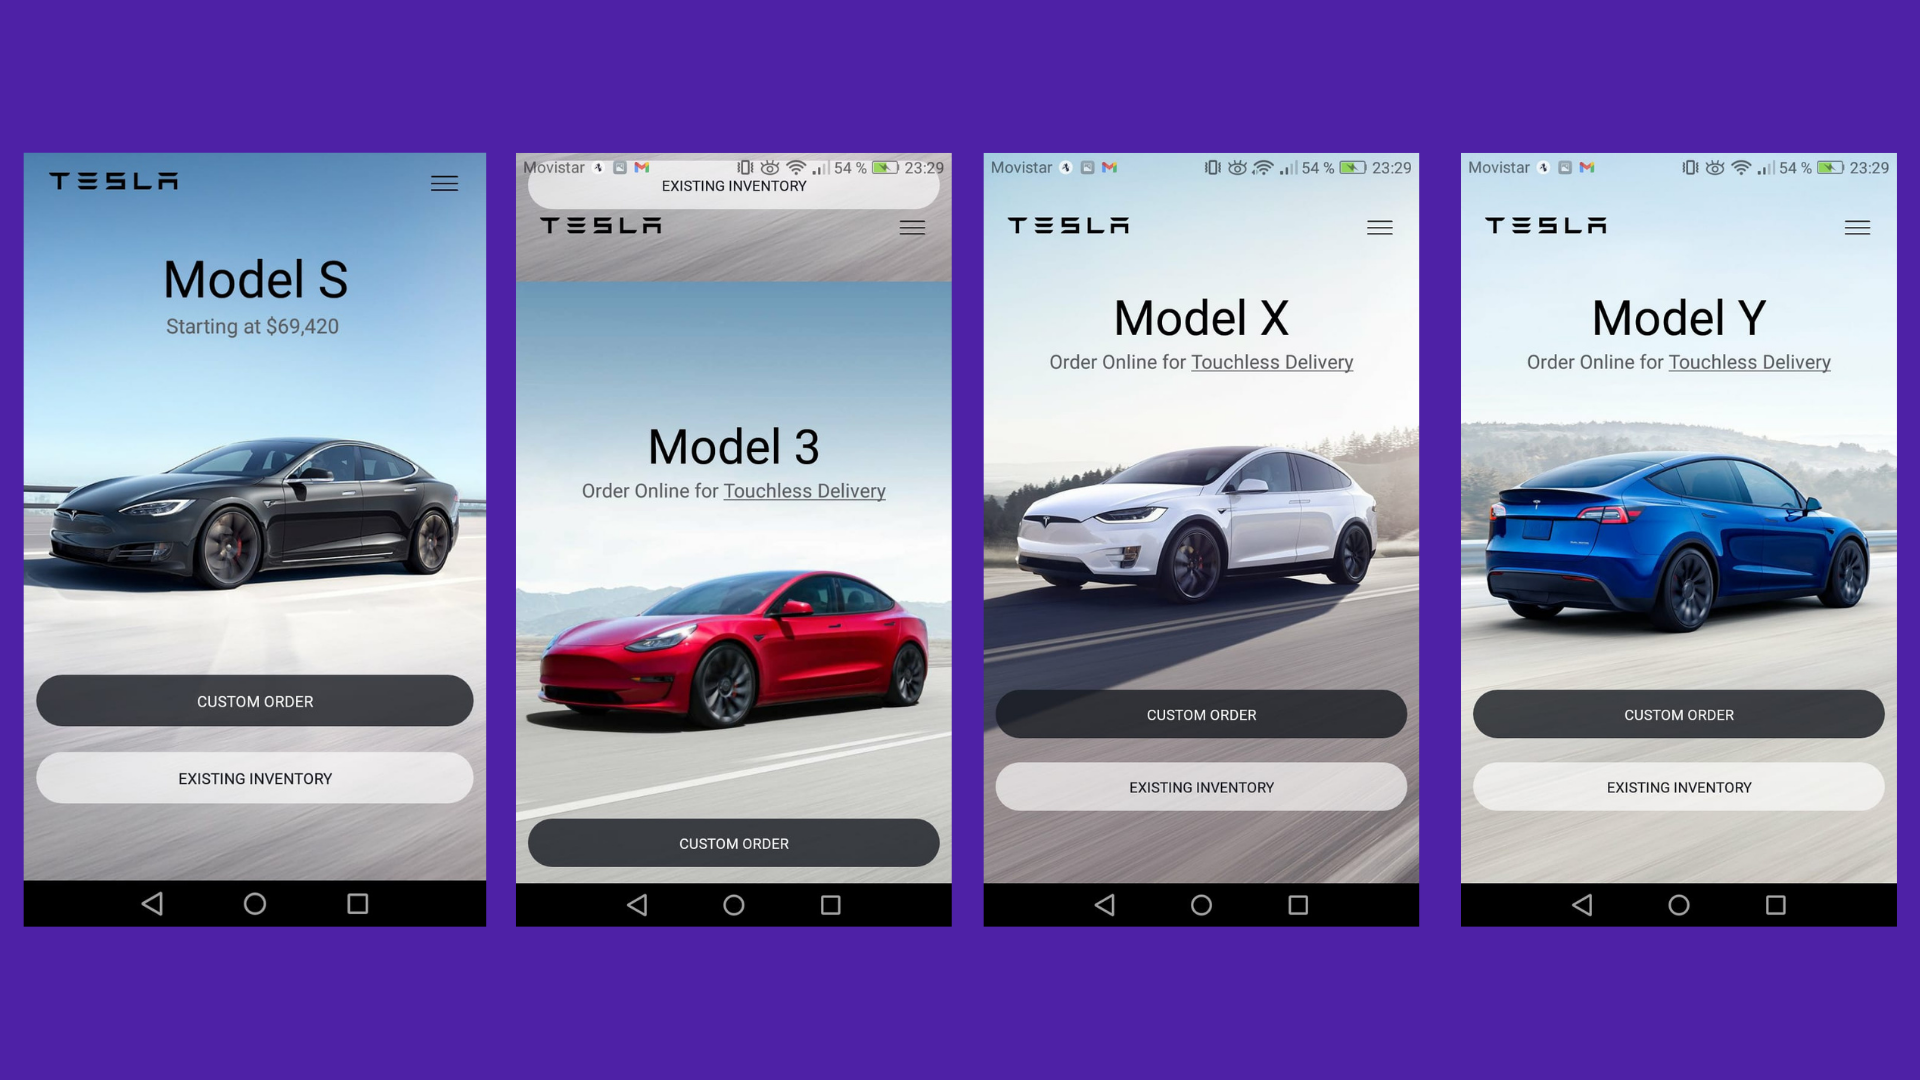 TESLA
Model S
Starting at $69,420
CUSTOM ORDER
EXISTING INVENTORY
Movistar 54 % 23:29
EXISTING INVENTORY
TESLA
Model 3
Order Online for Touchless Delivery
CUSTOM ORDER
Movistar 54 % 23:29
TESLA
Model X
Order Online for Touchless Delivery
CUSTOM ORDER
EXISTING INVENTORY
Movistar 54 % 23:29
TESLA
Model Y
Order Online for Touchless Delivery
CUSTOM ORDER
EXISTING INVENTORY